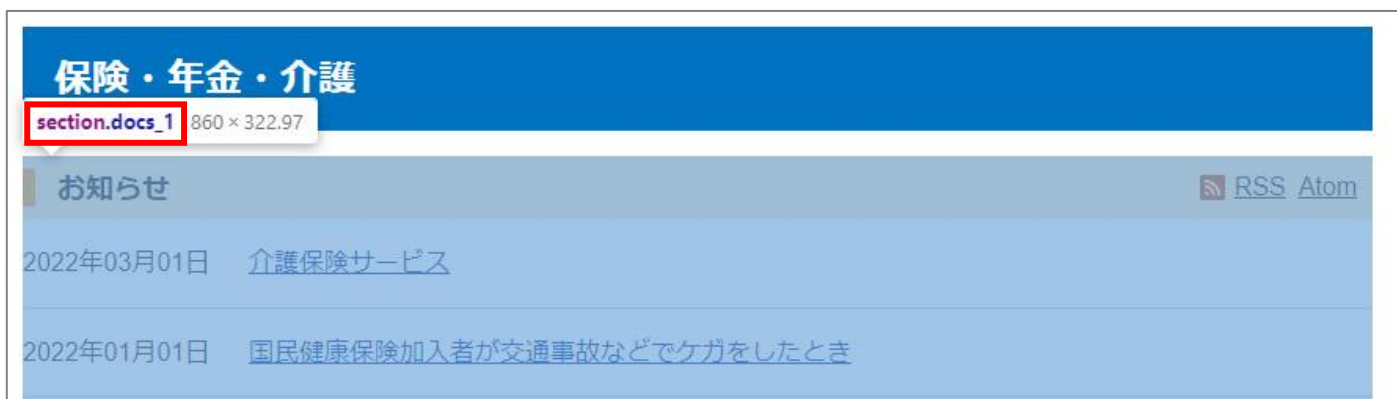 保険・年金・介護
section.docs_1 860 × 322.97
お知らせ RSS Atom
2022年03月01日 介護保険サービス
2022年01月01日 国民健康保険加入者が交通事故などでケガをしたとき